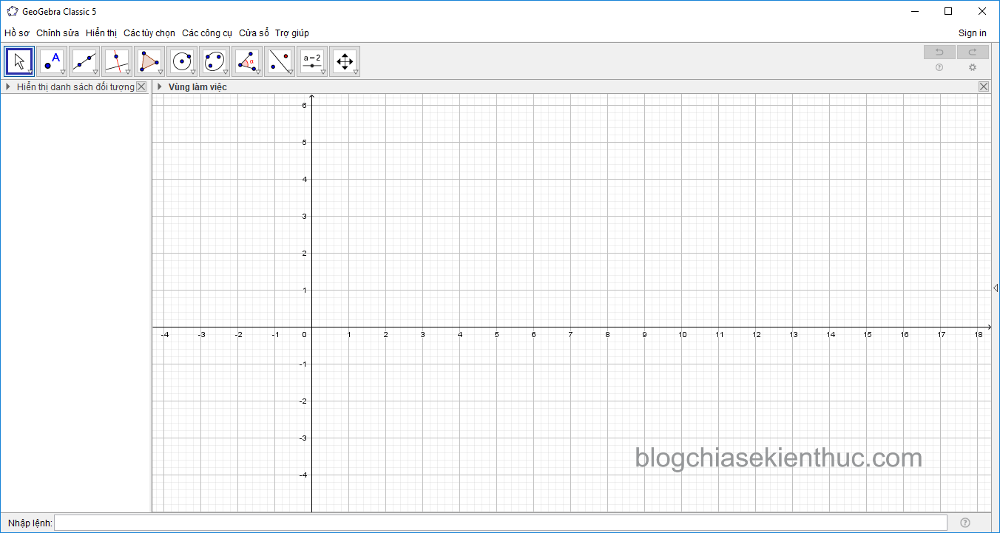 GeoGebra Classic 5
Hồ sơ Chỉnh sửa Hiển thị Các tùy chọn Các công cụ Cửa sổ Trợ giúp Sign in
A α a=2
Hiển thị danh sách đối tượng Vùng làm việc
6
5
4
3
2
1
-4 -3 -2 -1 0 1 2 3 4 5 6 7 8 9 10 11 12 13 14 15 16 17 18
-1
-2
-3
blogchiasekienthuc.com
-4
Nhập lệnh: